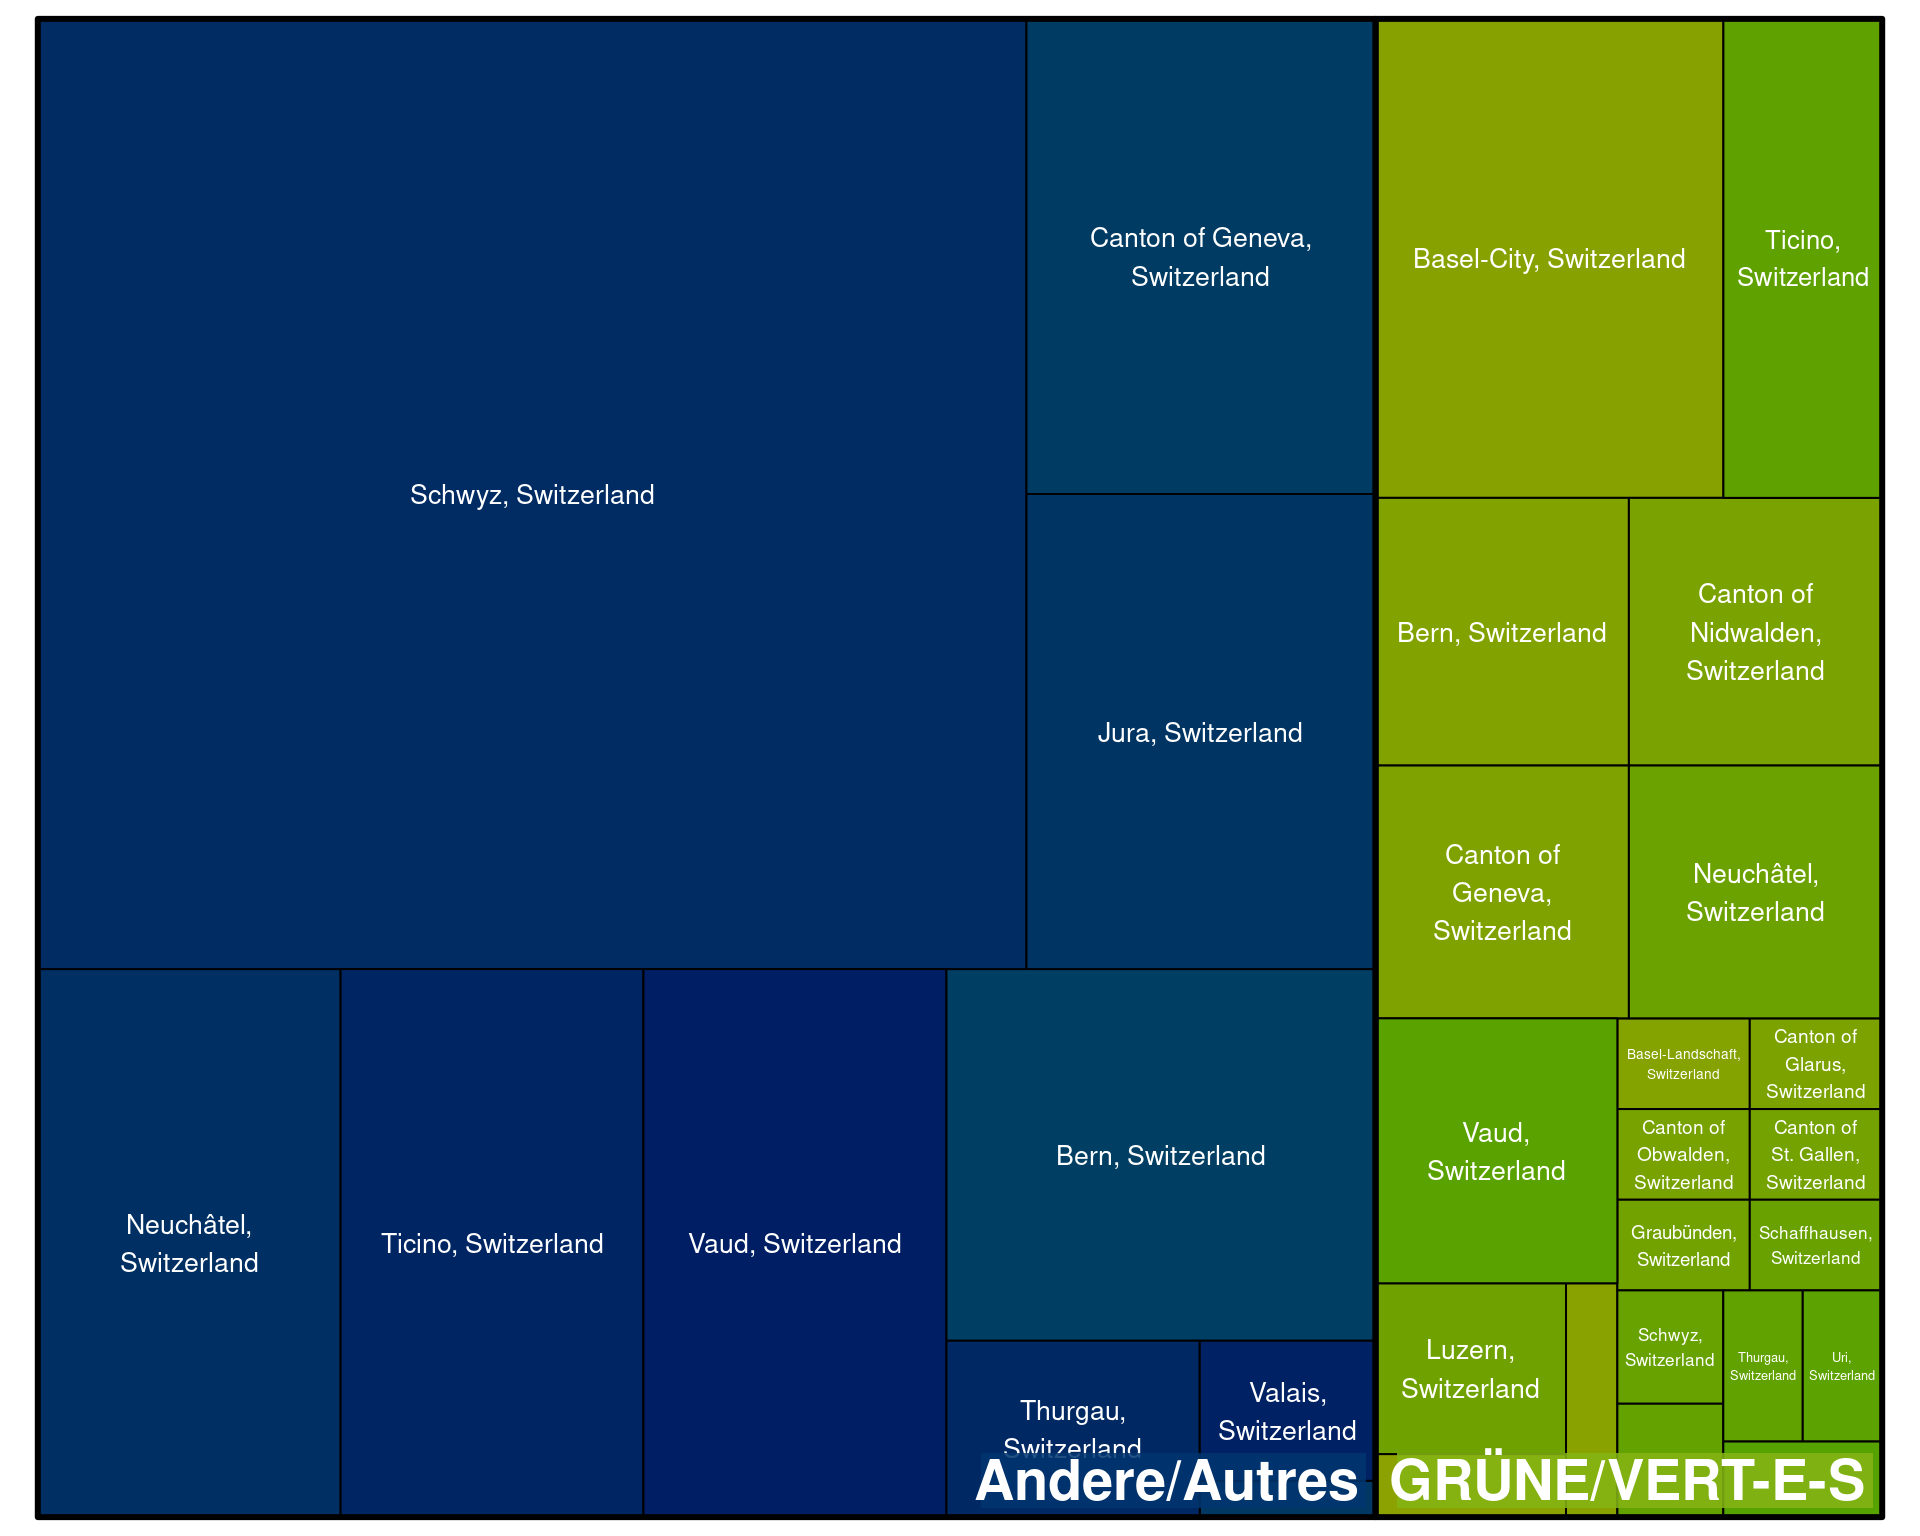 Schwyz, Switzerland
Canton of Geneva,
Switzerland
Jura, Switzerland
Neuchâtel,
Switzerland
Ticino, Switzerland
Vaud, Switzerland
Bern, Switzerland
Thurgau,
Switzerland
Valais,
Switzerland
Andere/Autres
Basel-City, Switzerland
Ticino,
Switzerland
Bern, Switzerland
Canton of
Nidwalden,
Switzerland
Canton of
Geneva,
Switzerland
Neuchâtel,
Switzerland
Vaud,
Switzerland
Basel-Landschaft,
Switzerland
Canton of
Glarus,
Switzerland
Canton of
Obwalden,
Switzerland
Canton of
St. Gallen,
Switzerland
Graubünden,
Switzerland
Schaffhausen,
Switzerland
Luzern,
Switzerland
Schwyz,
Switzerland
Thurgau,
Switzerland
Uri,
Switzerland
GRÜNE/VERT-E-S